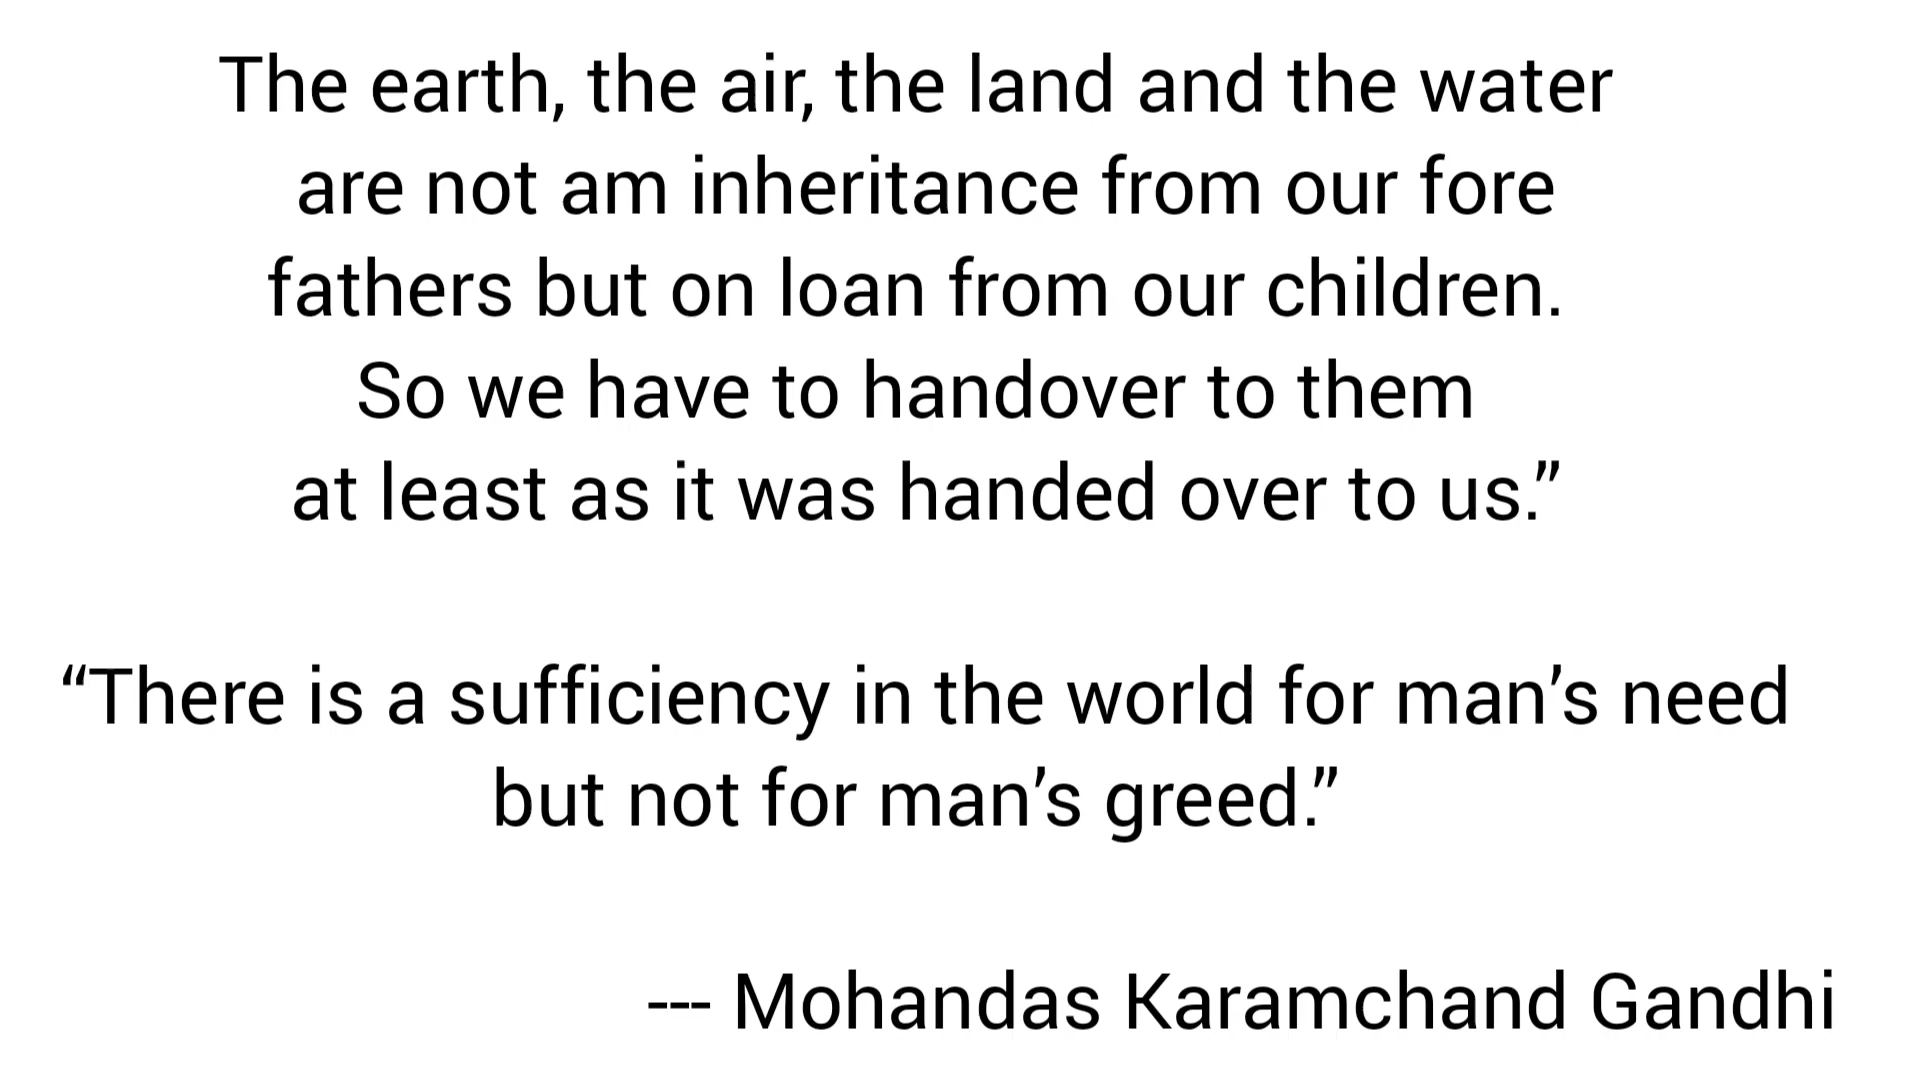 The earth, the air, the land and the water
are not am inheritance from our fore
fathers but on loan from our children.
So we have to handover to them
at least as it was handed over to us.”
“There is a sufficiency in the world for man’s need
but not for man’s greed.”
--- Mohandas Karamchand Gandhi